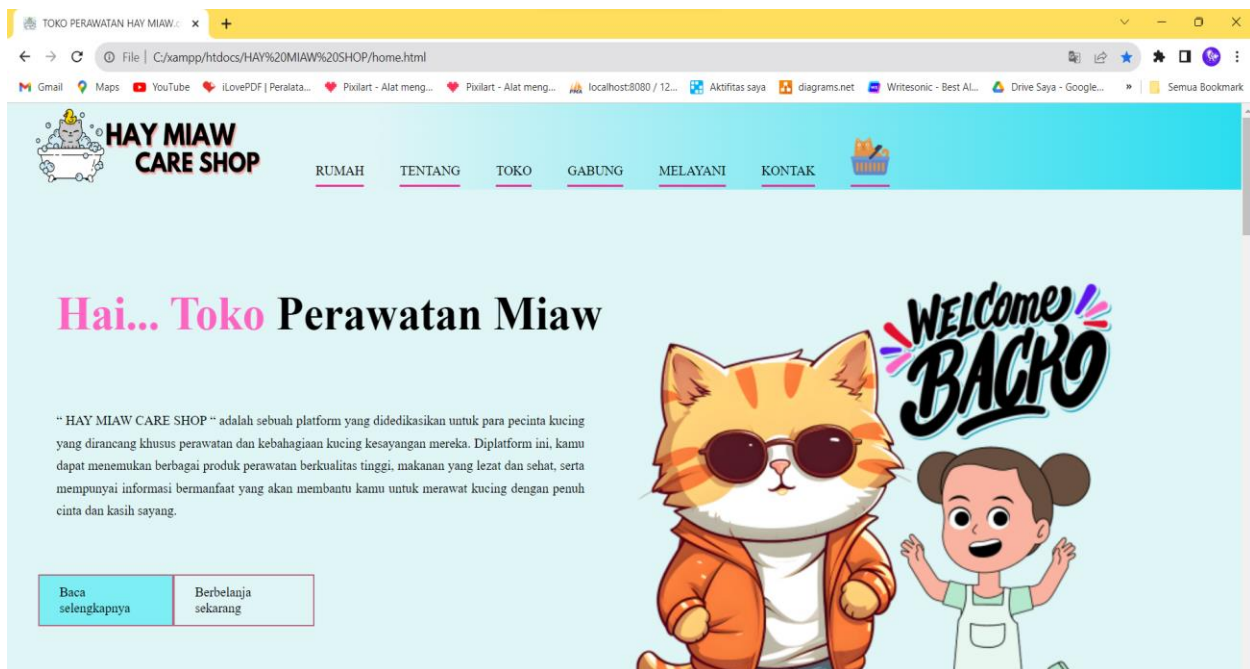 TOKO PERAWATAN HAY MIAW.c
File | C:/xampp/htdocs/HAY%20MIAW%20SHOP/home.html
Gmail Maps YouTube iLovePDF | Peralata... Pixilart - Alat meng... Pixilart - Alat meng... localhost:8080 / 12... Aktifitas saya diagrams.net Writesonic - Best AI... Drive Saya - Google... » Semua Bookmark
HAY MIAW
CARE SHOP
RUMAH TENTANG TOKO GABUNG MELAYANI KONTAK
Hai... Toko Perawatan Miaw
WELCOME
BACK
“ HAY MIAW CARE SHOP “ adalah sebuah platform yang didedikasikan untuk para pecinta kucing
yang dirancang khusus perawatan dan kebahagiaan kucing kesayangan mereka. Diplatform ini, kamu
dapat menemukan berbagai produk perawatan berkualitas tinggi, makanan yang lezat dan sehat, serta
mempunyai informasi bermanfaat yang akan membantu kamu untuk merawat kucing dengan penuh
cinta dan kasih sayang.
Baca
selengkapnya
Berbelanja
sekarang